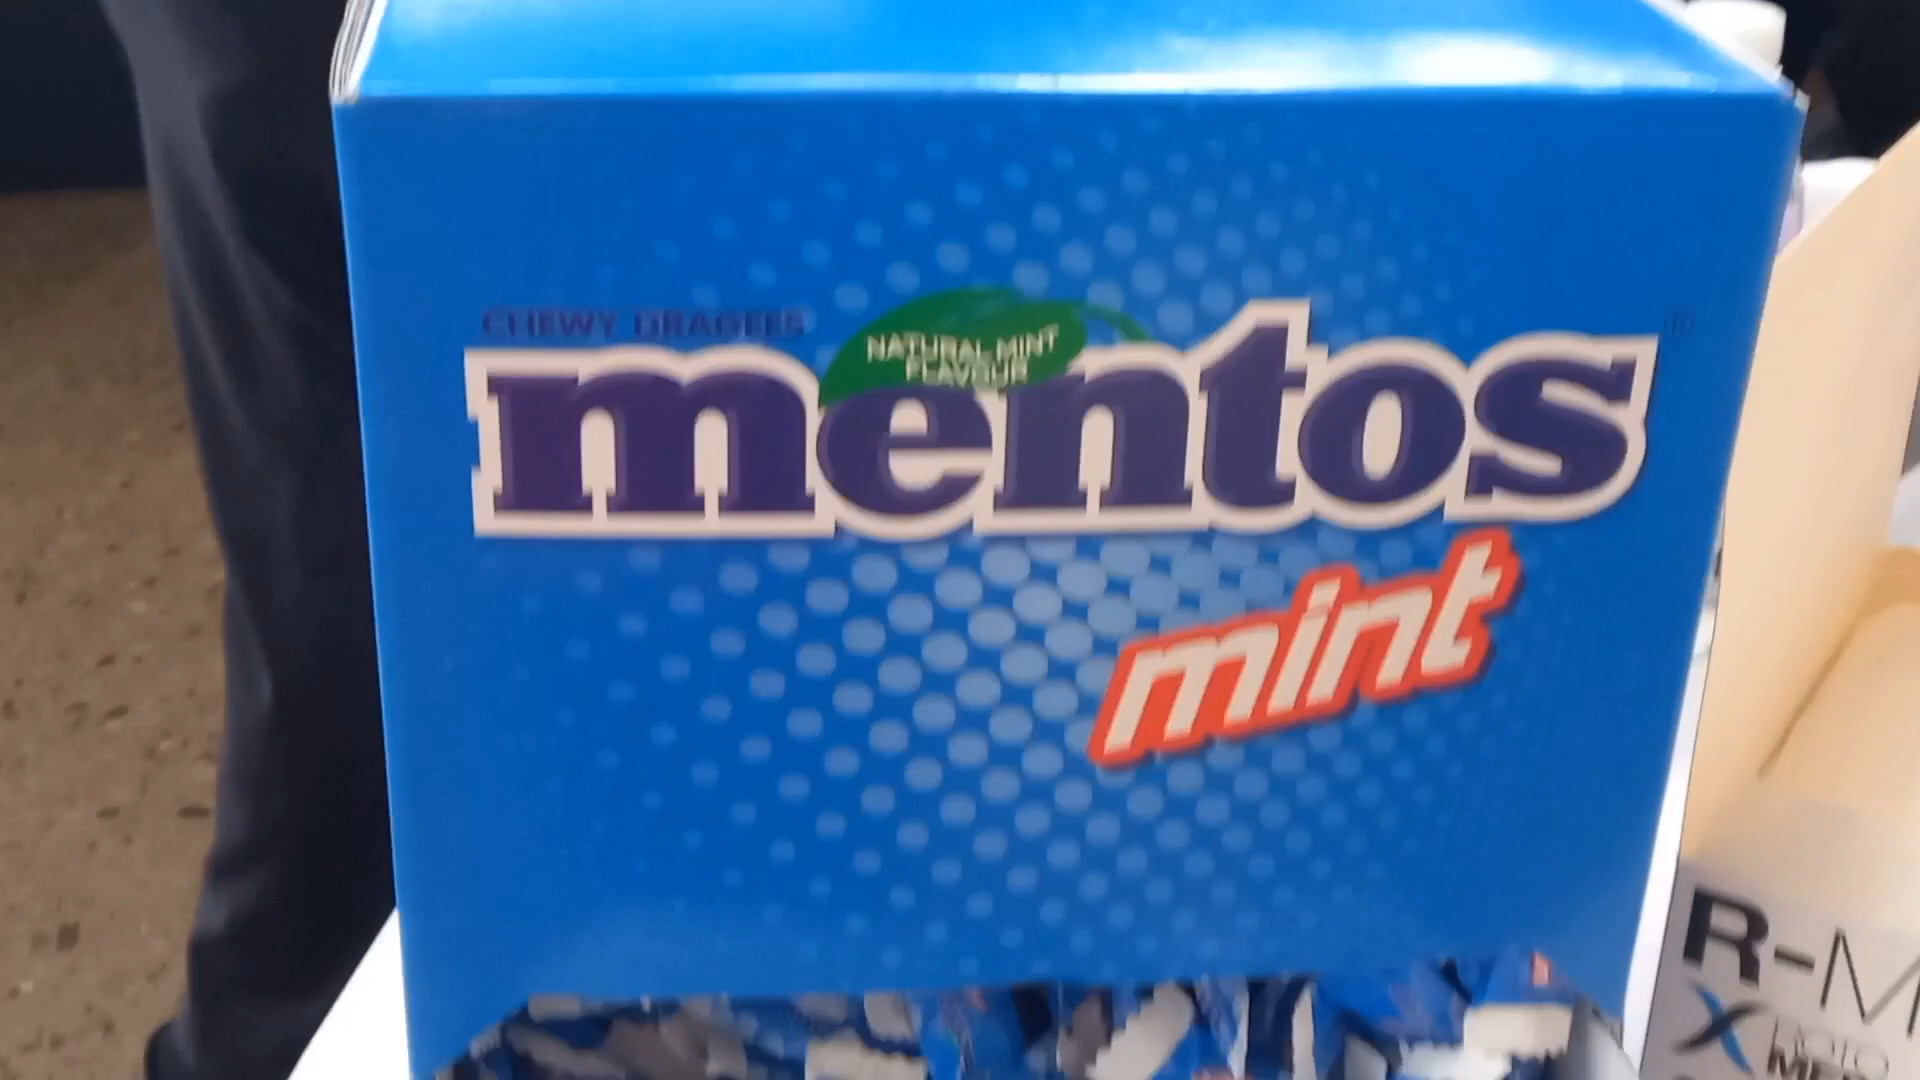 CHEWY DRAGEES
NATURAL MINT
FLAVOUR
mentos
mint
R-M